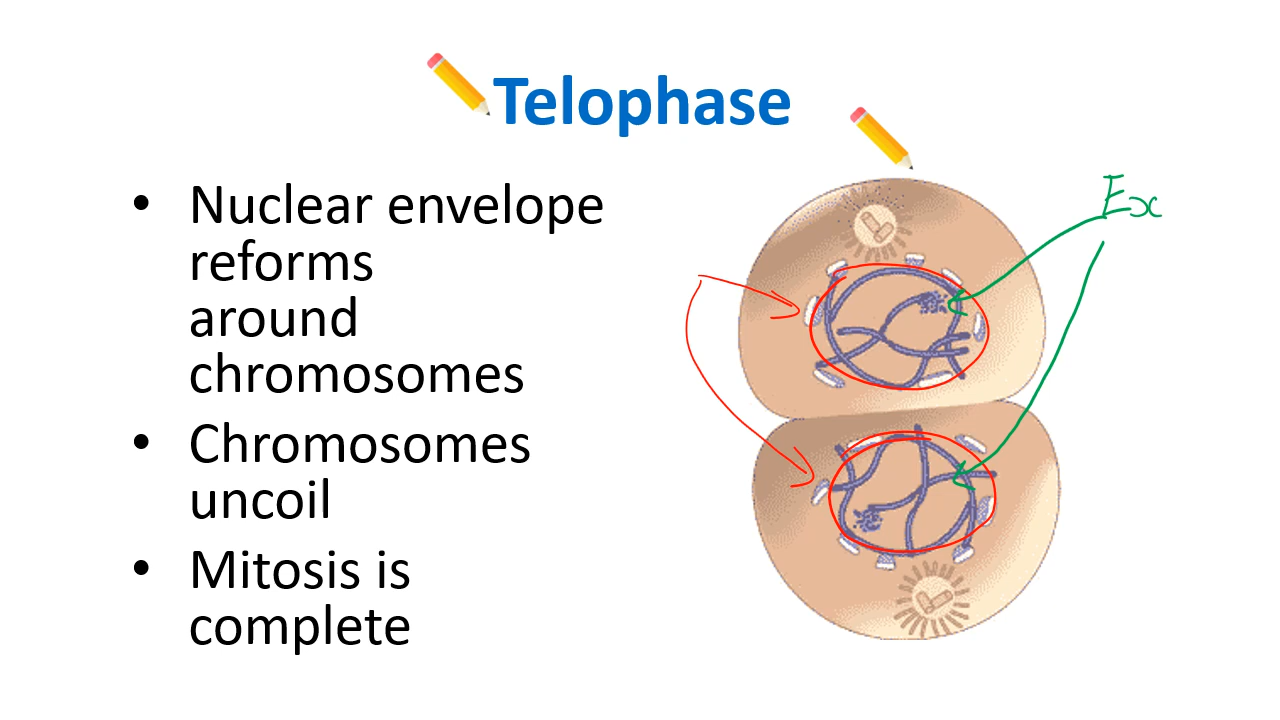 Telophase
• Nuclear envelope
reforms
around
chromosomes
• Chromosomes
uncoil
• Mitosis is
complete
Ex